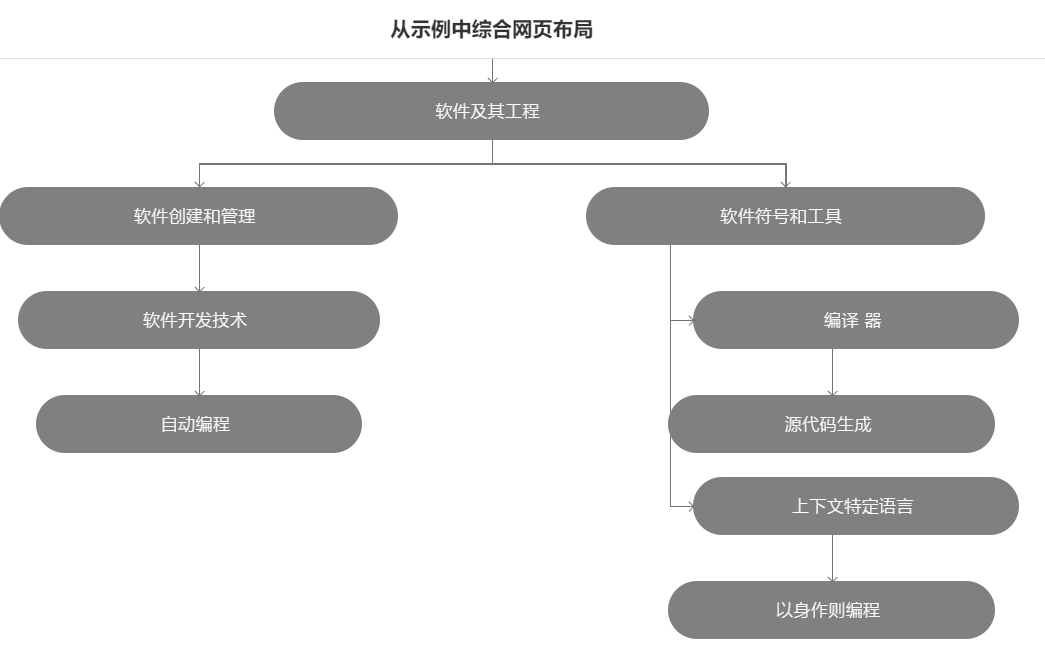 从示例中综合网页布局
软件及其工程
软件创建和管理
软件符号和工具
软件开发技术
编译 器
自动编程
源代码生成
上下文特定语言
以身作则编程